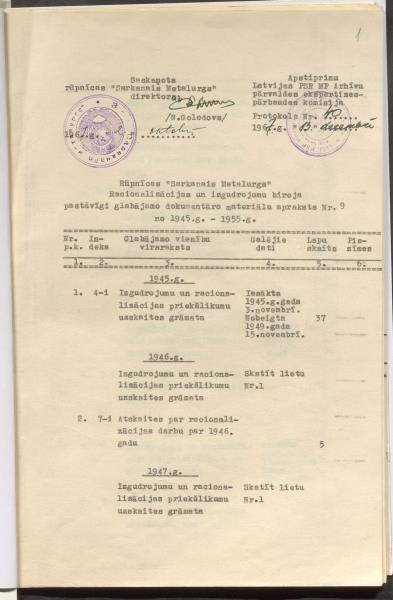 1
Saskaņots
rūpnīcas "Sarkanais Metalurgs"
direktors
/N.Golodovs/
Apstiprinu
Latvijas PSR MP Arhīvu
pārvaldes ekspertīzes-
pārbaudes komisija
Protokols Nr.
Rūpnīcas "Sarkanais Metalurgs"
Racionalizācijas un izgudrojumu biroja
pastāvīgi glabājamo dokumentāro materiālu apraksts Nr. 9
no 1945.g. - 1955.g.
Nr. In- Glabājamo vienību Galējie Lapu Pie-
p.k. deks virsraksts dati skaits zīmes
1. 2. 3. 4. 5. 6.
1945.g.
1. 4-i Izgudrojumu un raciona- Iesākta
lizācijas priekšlikumu 1945.g.gada
uzskaites grāmata 3.novembrī.
Nobeigta 37
1949.gada
15.novembrī.
1946.g.
Izgudrojumu un raciona- Skatīt lietu
lizācijas priekšlikumu Nr.1
uzskaites grāmata
2. 7-i Atskaites par racionali-
zācijas darbu par 1946.
gadu 5
1947.g.
Izgudrojumu un raciona- Skatīt lietu
lizācijas priekšlikumu Nr.1
uzskaites grāmata